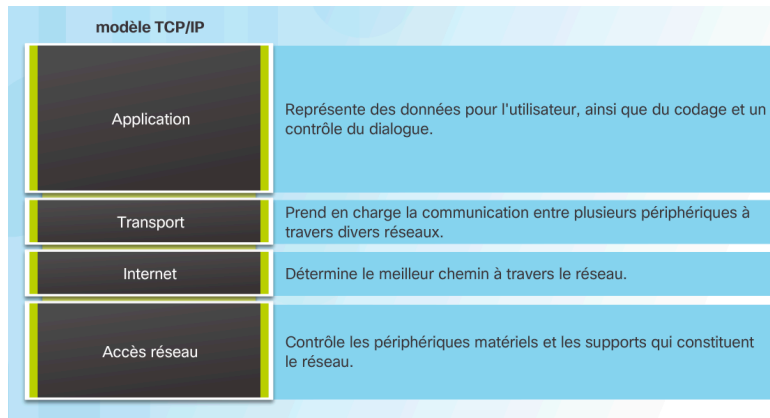 modèle TCP/IP
Application
Représente des données pour l'utilisateur, ainsi que du codage et un
contrôle du dialogue.
Transport
Prend en charge la communication entre plusieurs périphériques à
travers divers réseaux.
Internet
Détermine le meilleur chemin à travers le réseau.
Accès réseau
Contrôle les périphériques matériels et les supports qui constituent
le réseau.